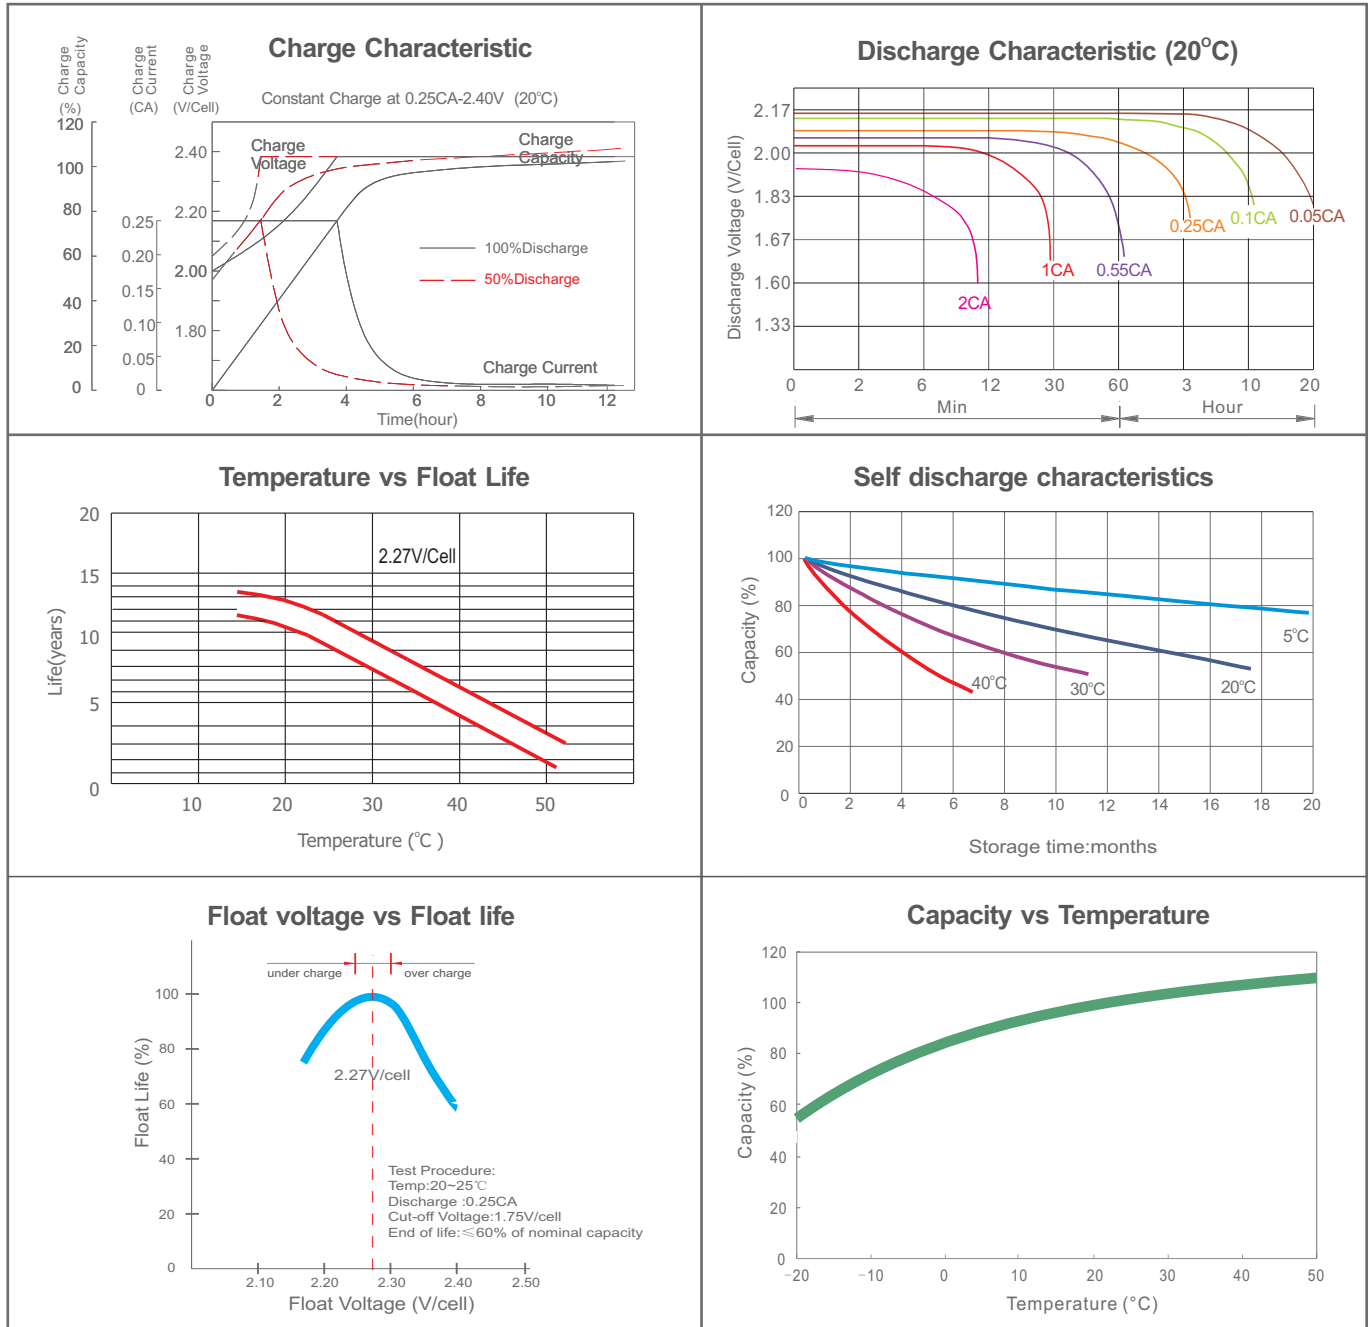 Charge Characteristic
Charge
Capacity
(%)
Charge
Current
(CA)
Charge
Voltage
(V/Cell)
Constant Charge at 0.25CA-2.40V (20°C)
120
100
80
60
40
20
0
0.25
0.20
0.15
0.10
0.05
0
2.40
2.20
2.00
1.80
Charge
Voltage
Charge
Capacity
100%Discharge
50%Discharge
Charge Current
0 2 4 6 8 10 12
Time(hour)
Discharge Characteristic (20°C)
Discharge Voltage (V/Cell)
2.17
2.00
1.83
1.67
1.60
1.33
2CA
1CA
0.55CA
0.25CA
0.1CA
0.05CA
0 2 6 12 30 60 3 10 20
Min Hour
Temperature vs Float Life
Life(years)
20
15
10
5
0
2.27V/Cell
10 20 30 40 50
Temperature (°C )
Self discharge characteristics
Capacity (%)
120
100
80
60
40
20
0
5°C
40°C
30°C
20°C
0 2 4 6 8 10 12 14 16 18 20
Storage time:months
Float voltage vs Float life
under charge over charge
Float Life (%)
100
80
60
40
20
0
2.27V/cell
Test Procedure:
Temp:20~25℃
Discharge :0.25CA
Cut-off Voltage:1.75V/cell
End of life:≤60% of nominal capacity
2.10 2.20 2.30 2.40 2.50
Float Voltage (V/cell)
Capacity vs Temperature
Capacity (%)
120
100
80
60
40
20
0
-20 -10 0 10 20 30 40 50
Temperature (°C)